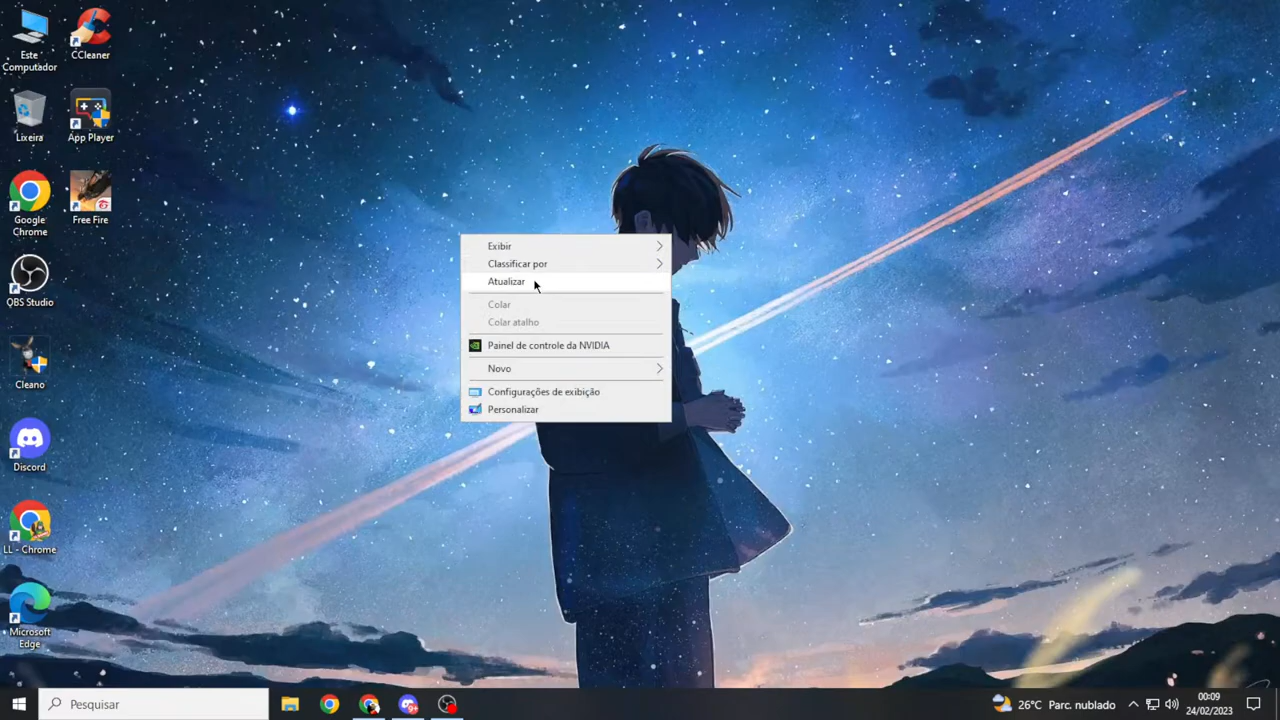 Este
Computador
CCleaner
Lixeira
App Player
Google
Chrome
Free Fire
OBS Studio
Cleano
Discord
LL - Chrome
Microsoft
Edge
Exibir
Classificar por
Atualizar
Colar
Colar atalho
Painel de controle da NVIDIA
Novo
Configurações de exibição
Personalizar
Pesquisar
26°C Parc. nublado
00:09
24/02/2023